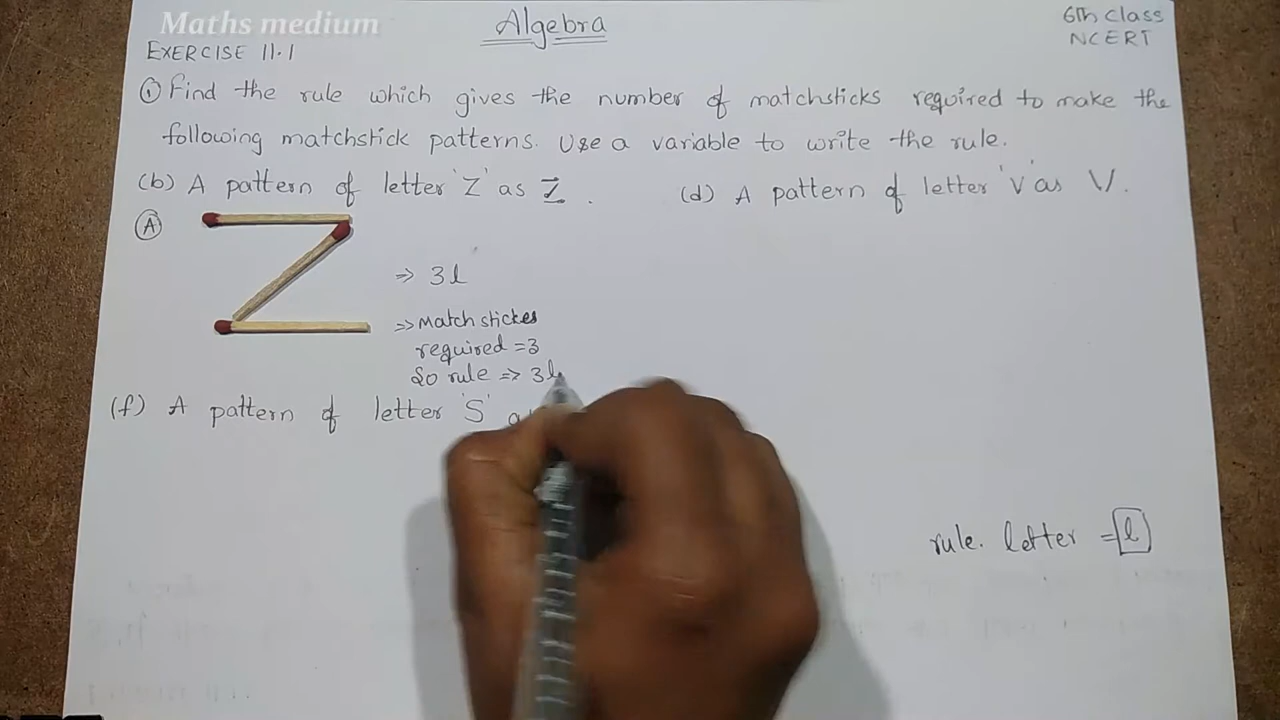 Maths medium
Algebra
6th Class
NCERT
EXERCISE 11.1
① Find the rule which gives the number of matchsticks required to make the
following matchstick patterns. Use a variable to write the rule.
(b) A pattern of letter 'Z' as Z.
(d) A pattern of letter 'V' as V.
Ⓐ
⇒ 3l
⇒ Match stickes
required = 3
So rule ⇒ 3l
(f) A pattern of letter 'S'
rule. letter = l